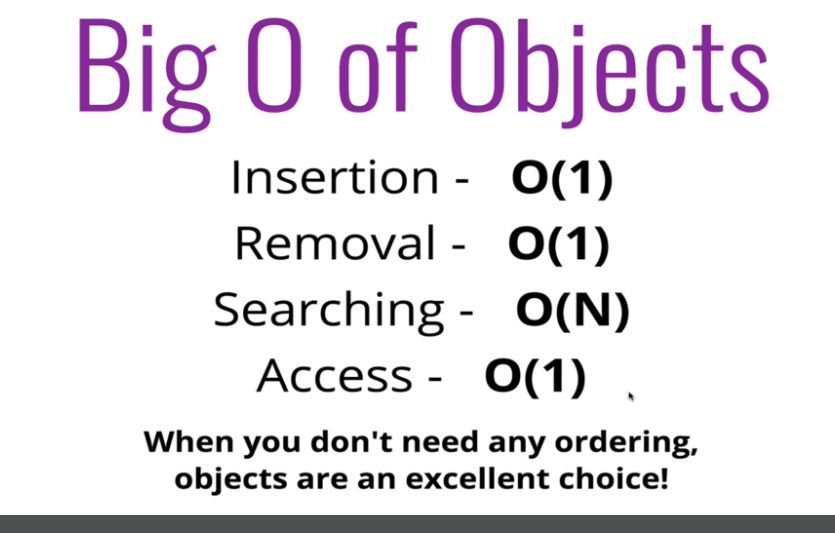 Big O of Objects
Insertion - O(1)
Removal - O(1)
Searching - O(N)
Access - O(1)
When you don't need any ordering,
objects are an excellent choice!